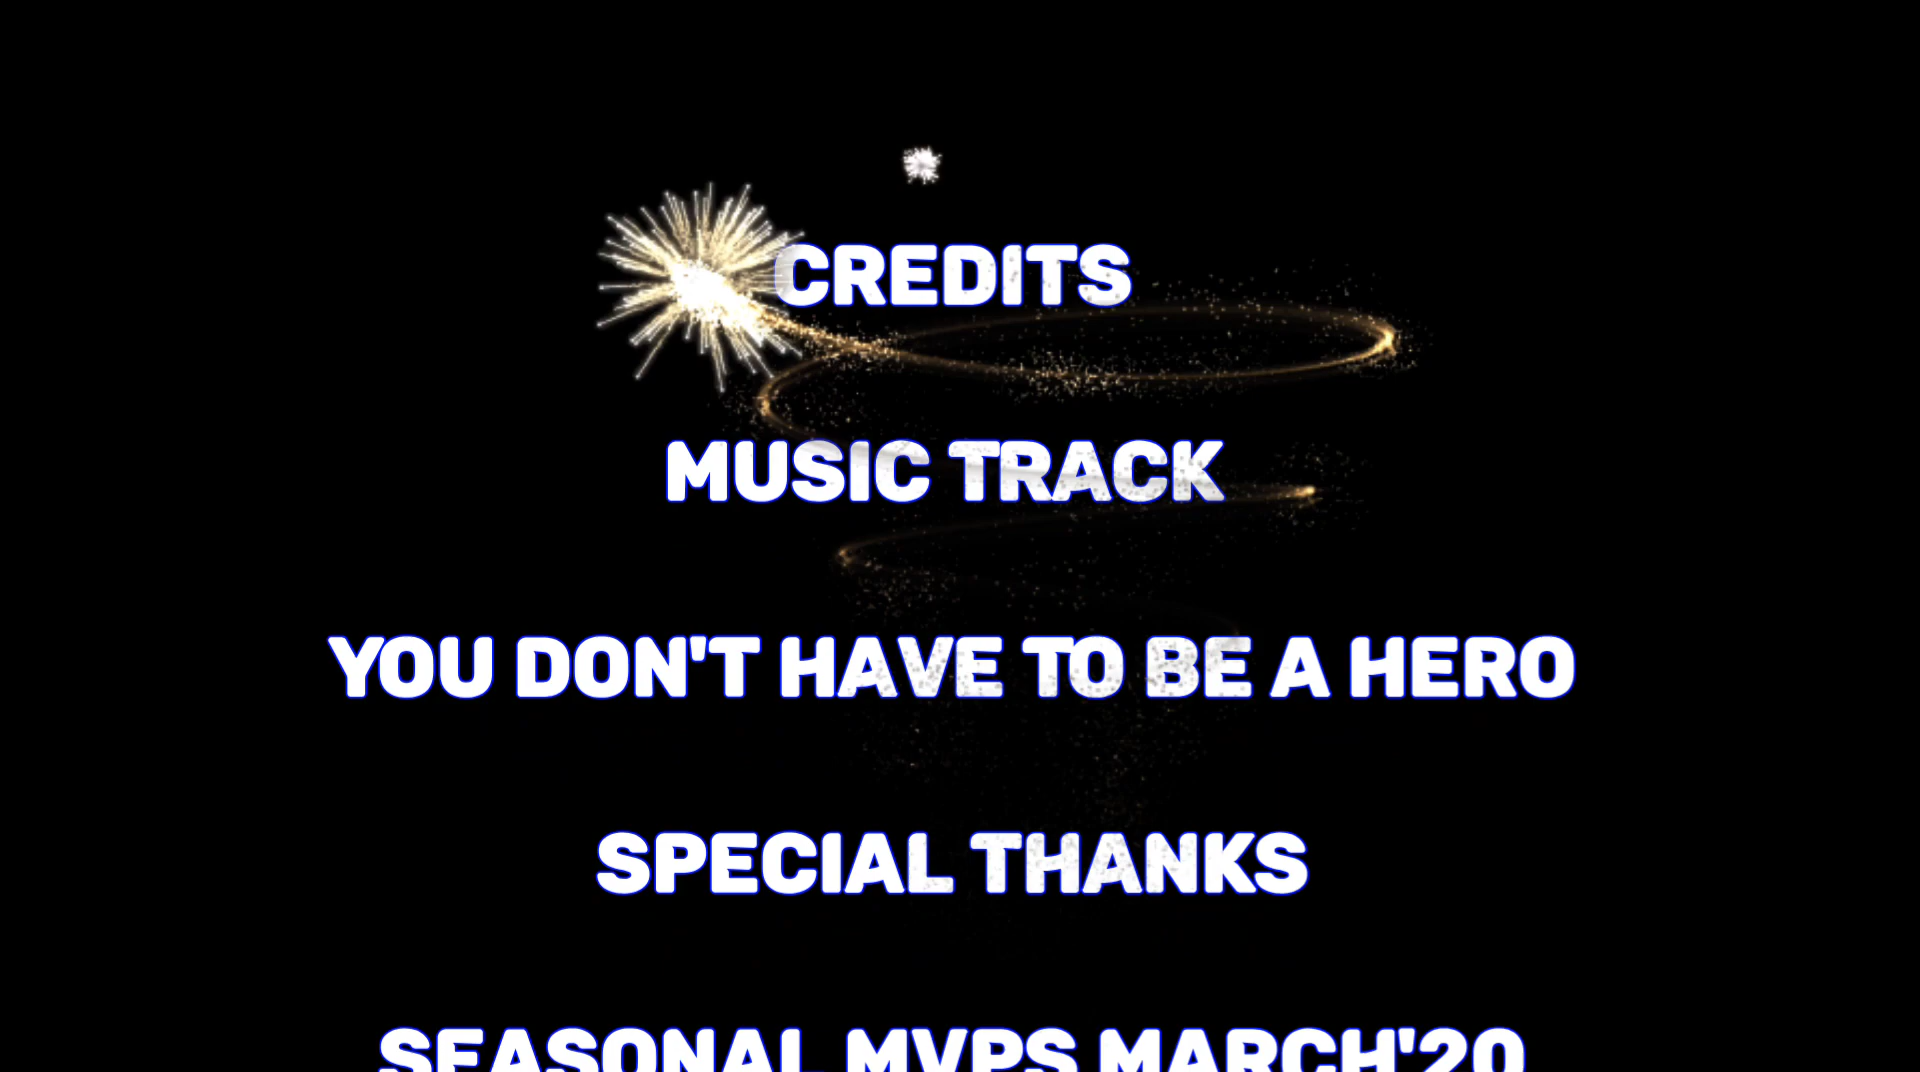 CREDITS
MUSIC TRACK
YOU DON'T HAVE TO BE A HERO
SPECIAL THANKS
SEASONAL MVPS MARCH'20